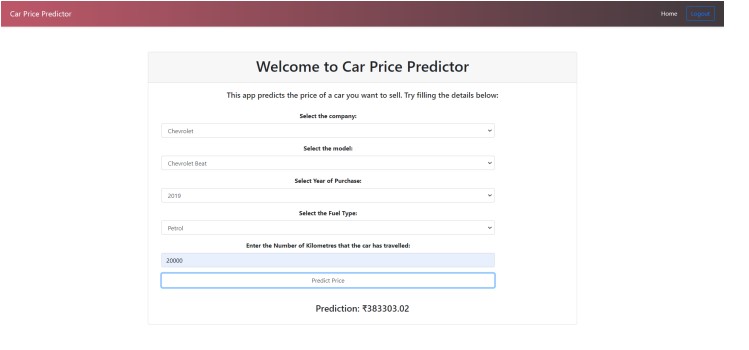 Car Price Predictor
Home Logout
Welcome to Car Price Predictor
This app predicts the price of a car you want to sell. Try filling the details below:
Select the company:
Chevrolet
Select the model:
Chevrolet Beat
Select Year of Purchase:
2019
Select the Fuel Type:
Petrol
Enter the Number of Kilometres that the car has travelled:
20000
Predict Price
Prediction: ₹383303.02